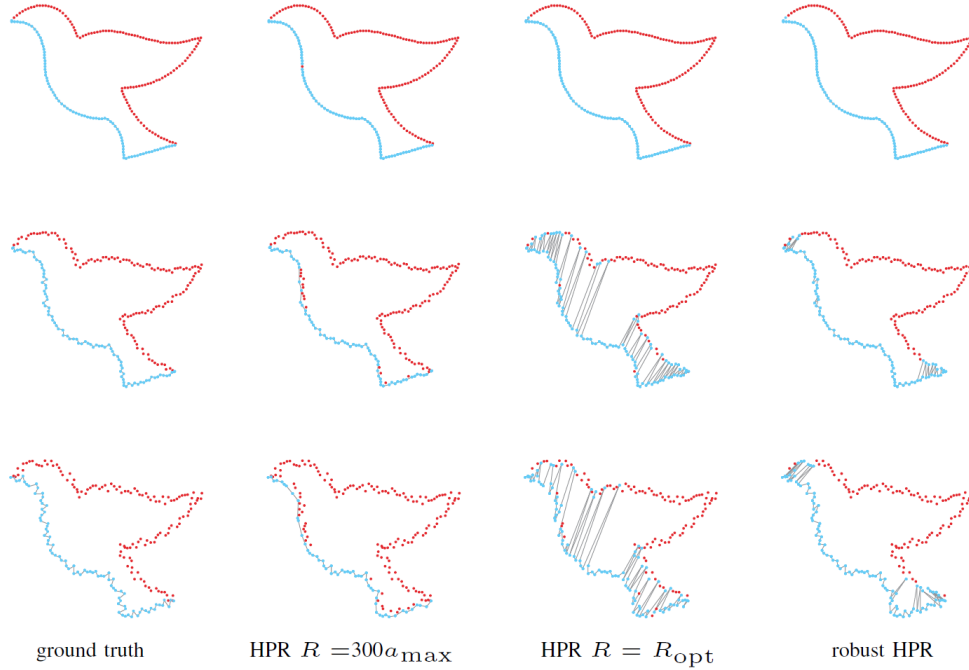 ground truth
HPR R =300a_max
HPR R = R_opt
robust HPR